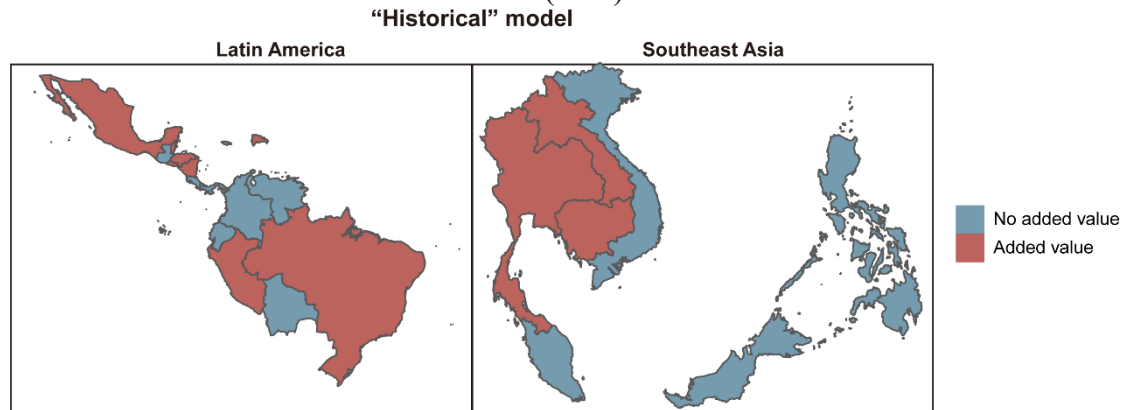 “Historical” model
Latin America
Southeast Asia
No added value
Added value